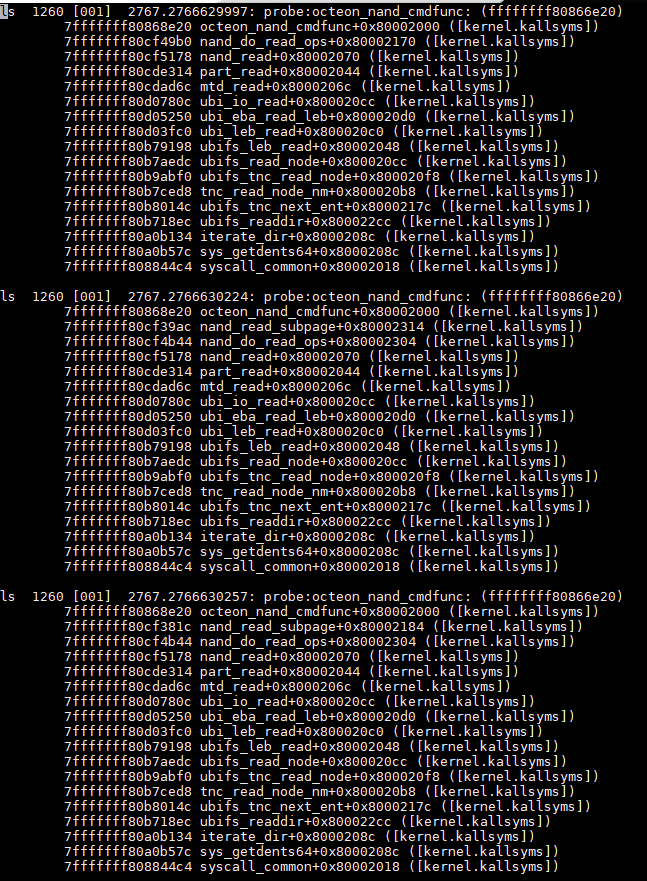 ls  1260 [001]  2767.2766629997: probe:octeon_nand_cmdfunc: (ffffffff80866e20)
7fffffff80868e20 octeon_nand_cmdfunc+0x80002000 ([kernel.kallsyms])
7fffffff80cf49b0 nand_do_read_ops+0x80002170 ([kernel.kallsyms])
7fffffff80cf5178 nand_read+0x80002070 ([kernel.kallsyms])
7fffffff80cde314 part_read+0x80002044 ([kernel.kallsyms])
7fffffff80cdad6c mtd_read+0x8000206c ([kernel.kallsyms])
7fffffff80d0780c ubi_io_read+0x800020cc ([kernel.kallsyms])
7fffffff80d05250 ubi_eba_read_leb+0x800020d0 ([kernel.kallsyms])
7fffffff80d03fc0 ubi_leb_read+0x800020c0 ([kernel.kallsyms])
7fffffff80b79198 ubifs_leb_read+0x80002048 ([kernel.kallsyms])
7fffffff80b7aedc ubifs_read_node+0x800020cc ([kernel.kallsyms])
7fffffff80b9abf0 ubifs_tnc_read_node+0x800020f8 ([kernel.kallsyms])
7fffffff80b7ced8 tnc_read_node_nm+0x800020b8 ([kernel.kallsyms])
7fffffff80b8014c ubifs_tnc_next_ent+0x8000217c ([kernel.kallsyms])
7fffffff80b718ec ubifs_readdir+0x800022cc ([kernel.kallsyms])
7fffffff80a0b134 iterate_dir+0x8000208c ([kernel.kallsyms])
7fffffff80a0b57c sys_getdents64+0x8000208c ([kernel.kallsyms])
7fffffff808844c4 syscall_common+0x80002018 ([kernel.kallsyms])
ls  1260 [001]  2767.2766630224: probe:octeon_nand_cmdfunc: (ffffffff80866e20)
7fffffff80868e20 octeon_nand_cmdfunc+0x80002000 ([kernel.kallsyms])
7fffffff80cf39ac nand_read_subpage+0x80002314 ([kernel.kallsyms])
7fffffff80cf4b44 nand_do_read_ops+0x80002304 ([kernel.kallsyms])
7fffffff80cf5178 nand_read+0x80002070 ([kernel.kallsyms])
7fffffff80cde314 part_read+0x80002044 ([kernel.kallsyms])
7fffffff80cdad6c mtd_read+0x8000206c ([kernel.kallsyms])
7fffffff80d0780c ubi_io_read+0x800020cc ([kernel.kallsyms])
7fffffff80d05250 ubi_eba_read_leb+0x800020d0 ([kernel.kallsyms])
7fffffff80d03fc0 ubi_leb_read+0x800020c0 ([kernel.kallsyms])
7fffffff80b79198 ubifs_leb_read+0x80002048 ([kernel.kallsyms])
7fffffff80b7aedc ubifs_read_node+0x800020cc ([kernel.kallsyms])
7fffffff80b9abf0 ubifs_tnc_read_node+0x800020f8 ([kernel.kallsyms])
7fffffff80b7ced8 tnc_read_node_nm+0x800020b8 ([kernel.kallsyms])
7fffffff80b8014c ubifs_tnc_next_ent+0x8000217c ([kernel.kallsyms])
7fffffff80b718ec ubifs_readdir+0x800022cc ([kernel.kallsyms])
7fffffff80a0b134 iterate_dir+0x8000208c ([kernel.kallsyms])
7fffffff80a0b57c sys_getdents64+0x8000208c ([kernel.kallsyms])
7fffffff808844c4 syscall_common+0x80002018 ([kernel.kallsyms])
ls  1260 [001]  2767.2766630257: probe:octeon_nand_cmdfunc: (ffffffff80866e20)
7fffffff80868e20 octeon_nand_cmdfunc+0x80002000 ([kernel.kallsyms])
7fffffff80cf381c nand_read_subpage+0x80002184 ([kernel.kallsyms])
7fffffff80cf4b44 nand_do_read_ops+0x80002304 ([kernel.kallsyms])
7fffffff80cf5178 nand_read+0x80002070 ([kernel.kallsyms])
7fffffff80cde314 part_read+0x80002044 ([kernel.kallsyms])
7fffffff80cdad6c mtd_read+0x8000206c ([kernel.kallsyms])
7fffffff80d0780c ubi_io_read+0x800020cc ([kernel.kallsyms])
7fffffff80d05250 ubi_eba_read_leb+0x800020d0 ([kernel.kallsyms])
7fffffff80d03fc0 ubi_leb_read+0x800020c0 ([kernel.kallsyms])
7fffffff80b79198 ubifs_leb_read+0x80002048 ([kernel.kallsyms])
7fffffff80b7aedc ubifs_read_node+0x800020cc ([kernel.kallsyms])
7fffffff80b9abf0 ubifs_tnc_read_node+0x800020f8 ([kernel.kallsyms])
7fffffff80b7ced8 tnc_read_node_nm+0x800020b8 ([kernel.kallsyms])
7fffffff80b8014c ubifs_tnc_next_ent+0x8000217c ([kernel.kallsyms])
7fffffff80b718ec ubifs_readdir+0x800022cc ([kernel.kallsyms])
7fffffff80a0b134 iterate_dir+0x8000208c ([kernel.kallsyms])
7fffffff80a0b57c sys_getdents64+0x8000208c ([kernel.kallsyms])
7fffffff808844c4 syscall_common+0x80002018 ([kernel.kallsyms])